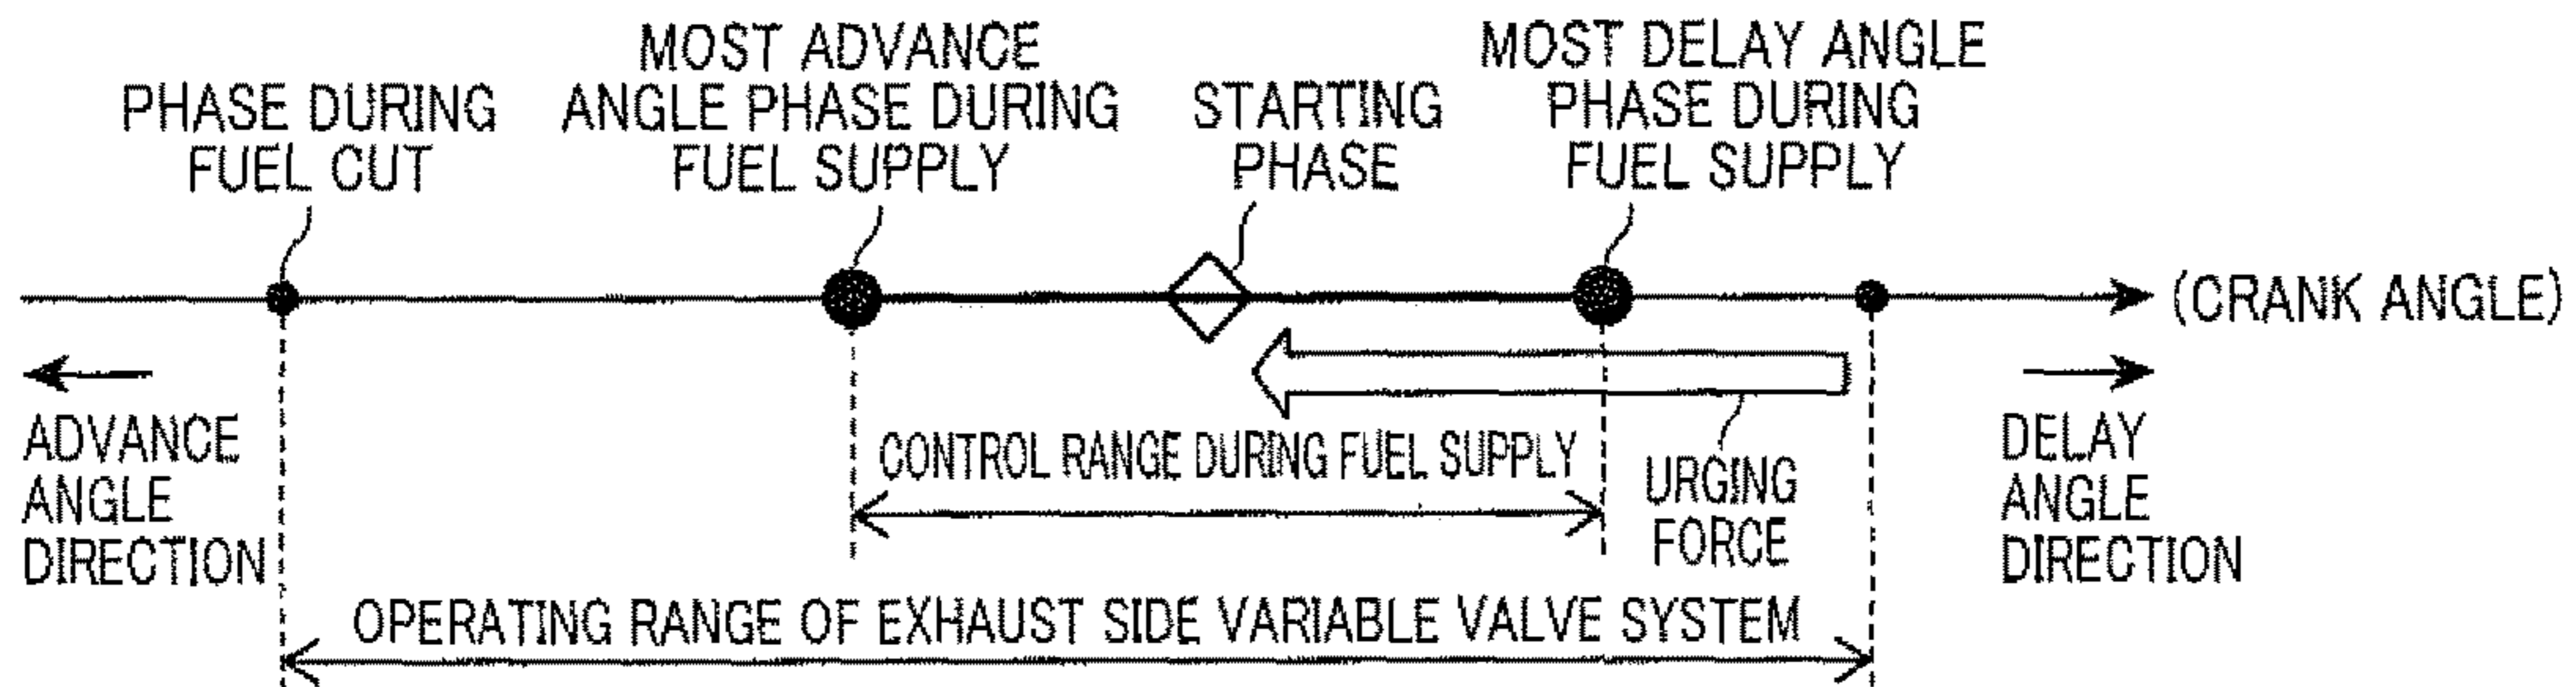 PHASE DURING
FUEL CUT
MOST ADVANCE
ANGLE PHASE DURING
FUEL SUPPLY
STARTING
PHASE
MOST DELAY ANGLE
PHASE DURING
FUEL SUPPLY
(CRANK ANGLE)
ADVANCE
ANGLE
DIRECTION
CONTROL RANGE DURING FUEL SUPPLY
URGING
FORCE
DELAY
ANGLE
DIRECTION
OPERATING RANGE OF EXHAUST SIDE VARIABLE VALVE SYSTEM